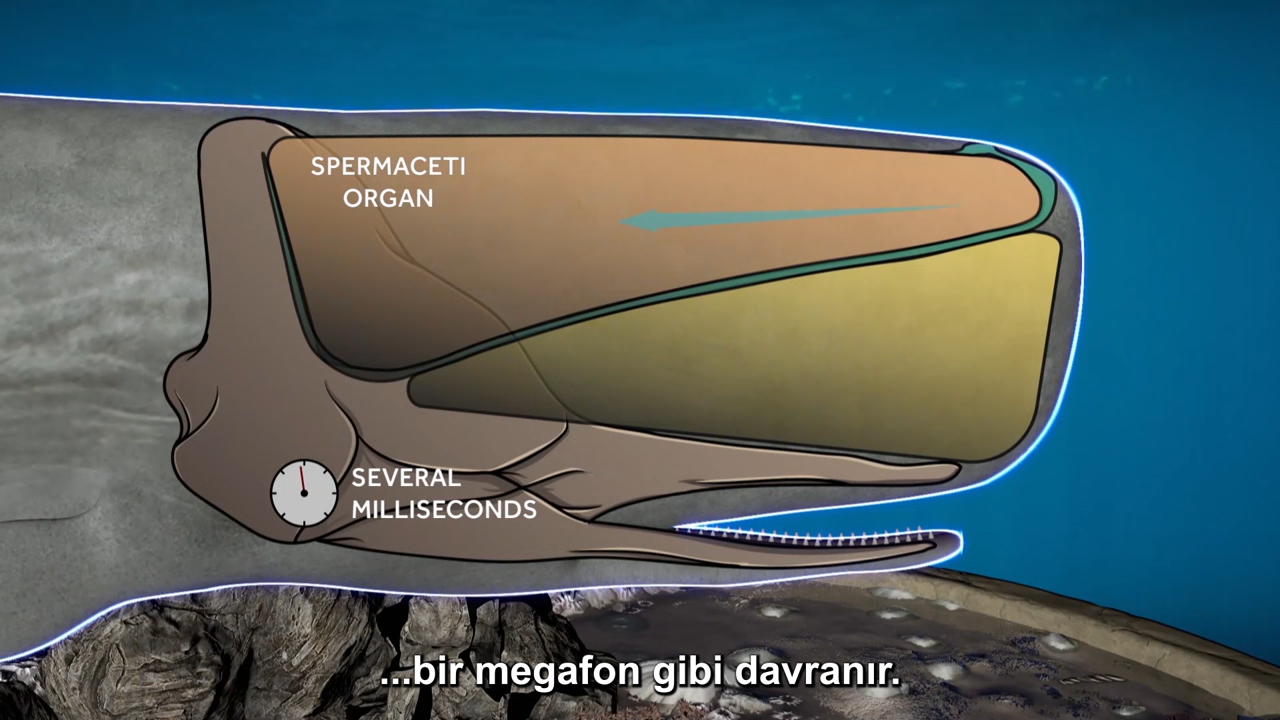 SPERMACETI
ORGAN
SEVERAL
MILLISECONDS
...bir megafon gibi davranır.